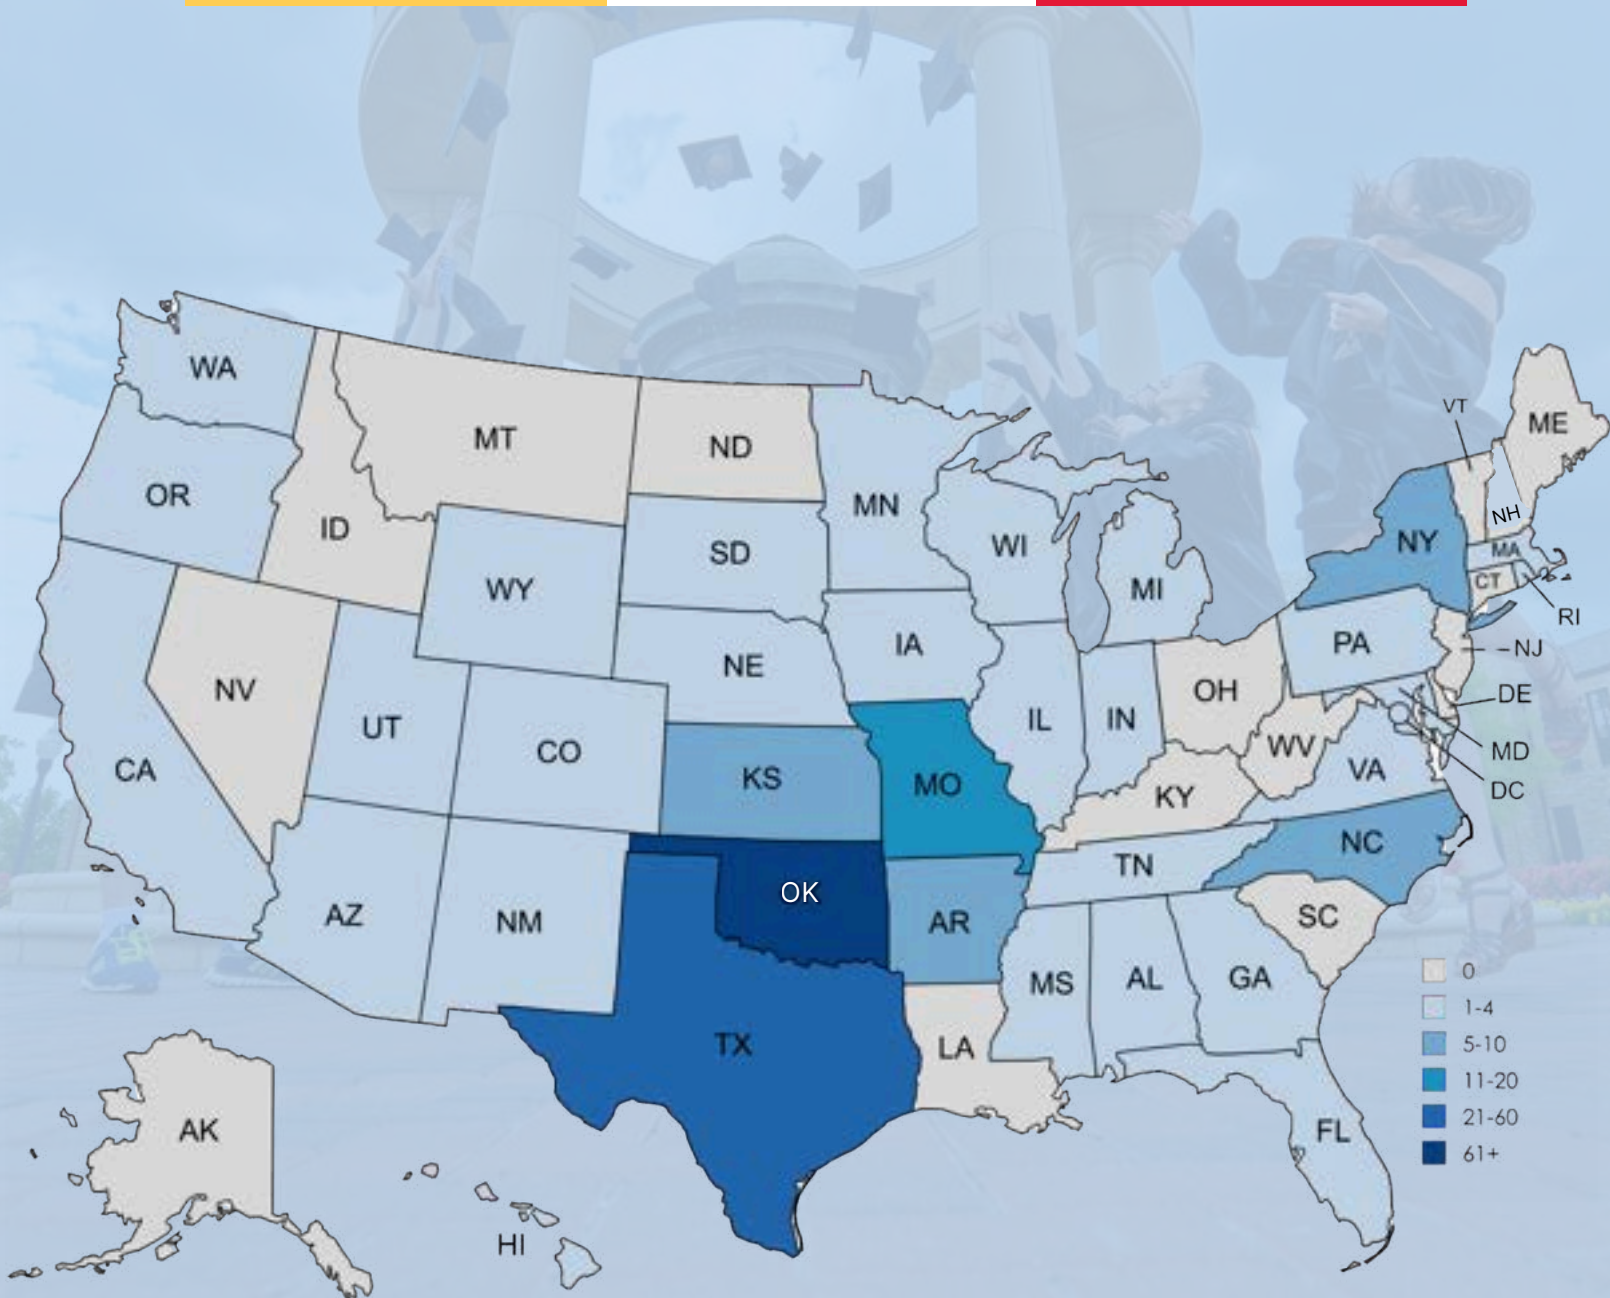 WA
MT
ND
VT
ME
OR
ID
MN
NH
SD
WI
NY
MA
WY
MI
CT
RI
NE
IA
PA
NJ
NV
OH
DE
UT
CO
IL
IN
WV
MD
CA
KS
MO
VA
DC
KY
NC
TN
OK
AZ
NM
AR
SC
MS
AL
GA
TX
LA
AK
FL
HI
0
1-4
5-10
11-20
21-60
61+